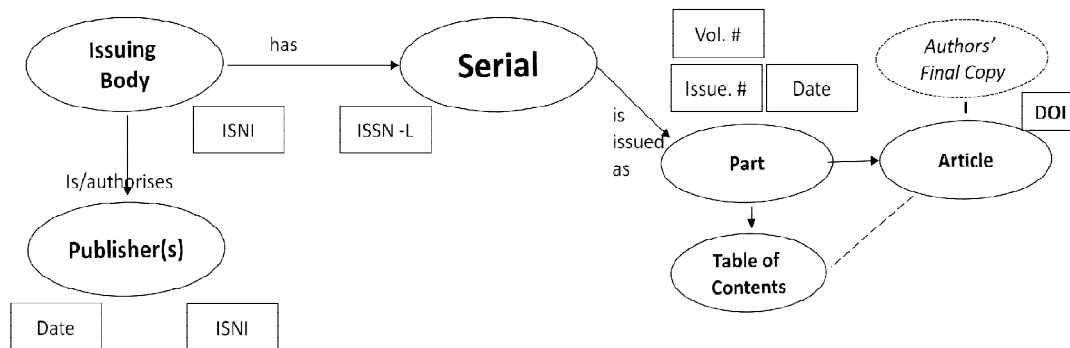 Issuing
Body
has
Serial
ISNI
ISSN -L
Is/authorises
Publisher(s)
Date
ISNI
is
issued
as
Vol. #
Issue. #
Date
Part
Table of
Contents
Authors'
Final Copy
DOI
Article